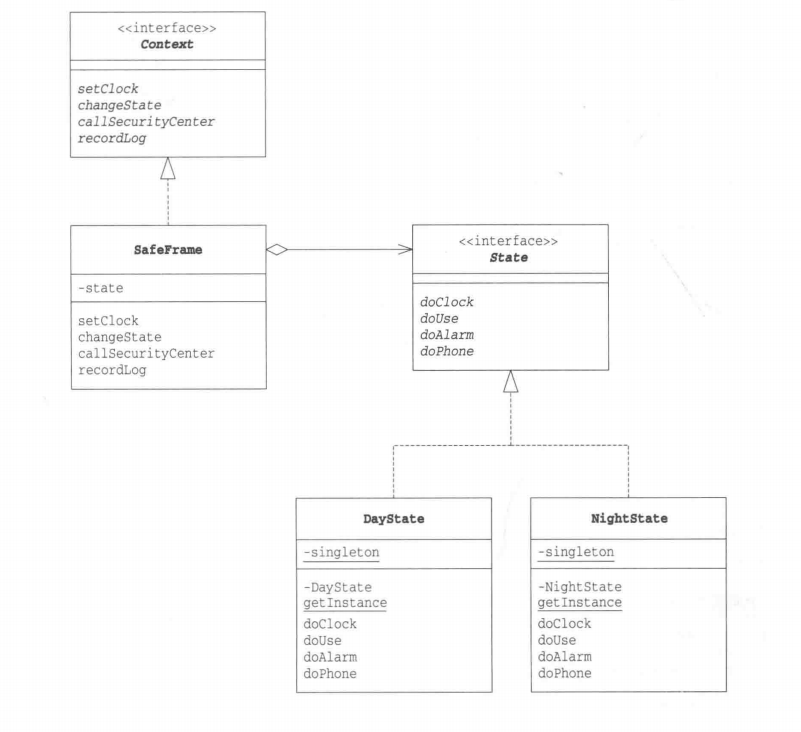 <<interface>>
Context
setClock
changeState
callSecurityCenter
recordLog
SafeFrame
-state
setClock
changeState
callSecurityCenter
recordLog
<<interface>>
State
doClock
doUse
doAlarm
doPhone
DayState
-singleton
-DayState
getInstance
doClock
doUse
doAlarm
doPhone
NightState
-singleton
-NightState
getInstance
doClock
doUse
doAlarm
doPhone